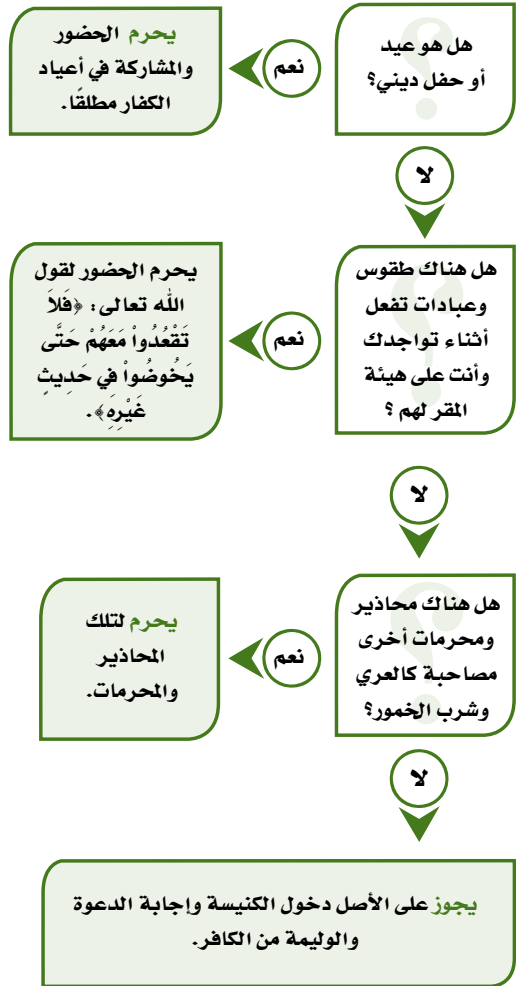 هل هو عيد
أو حفل ديني؟
نعم
يحرم الحضور
والمشاركة في أعياد
الكفار مطلقًا.
لا
هل هناك طقوس
وعبادات تفعل
أثناء تواجدك
وأنت على هيئة
المقر لهم ؟
نعم
يحرم الحضور لقول
الله تعالى: ﴿فَلاَ
تَقْعُدُواْ مَعَهُمْ حَتَّى
يَخُوضُواْ في حَدِيثٍ
غَيْرِهِ﴾.
لا
هل هناك محاذير
ومحرمات أخرى
مصاحبة كالعري
وشرب الخمور؟
نعم
يحرم لتلك
المحاذير
والمحرمات.
لا
يجوز على الأصل دخول الكنيسة وإجابة الدعوة
والوليمة من الكافر.